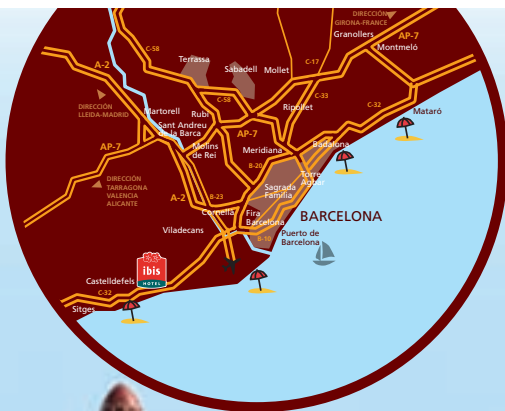 DIRECCIÓN
GIRONA-FRANCE
Granollers
AP-7
Montmeló
C-58
Terrassa
Sabadell
Mollet
C-17
A-2
C-33
C-58
C-32
DIRECCIÓN
LLEIDA-MADRID
Martorell
Rubí
Ripollet
Mataró
Sant Andreu
de la Barca
AP-7
AP-7
Molins
de Rei
Meridiana
Badalona
B-20
DIRECCIÓN
TARRAGONA
VALENCIA
ALICANTE
Torre
Agbar
Sagrada
Familia
A-2
B-23
Cornellà
Fira
Barcelona
BARCELONA
Viladecans
B-10
Puerto de
Barcelona
ibis
HOTEL
Castelldefels
C-32
Sitges